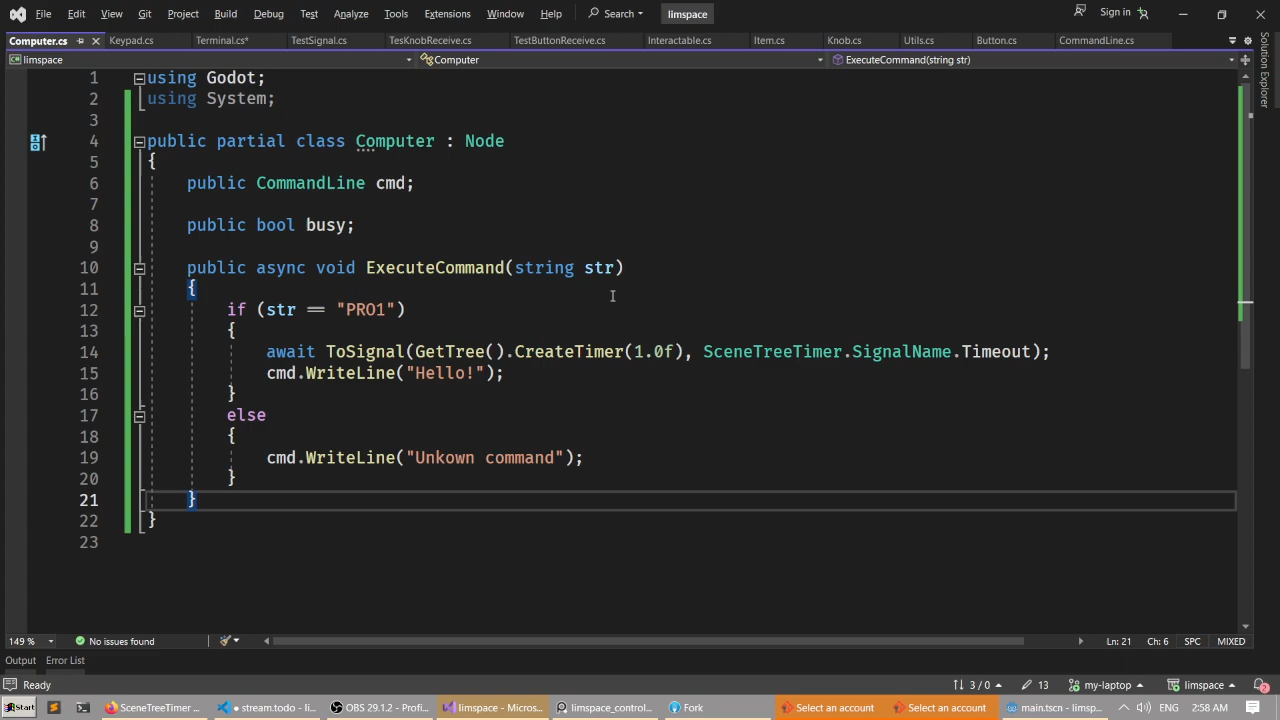 File Edit View Git Project Build Debug Test Analyze Tools Extensions Window Help Search limspace Sign in
Computer.cs Keypad.cs Terminal.cs* TestSignal.cs TesKnobReceive.cs TestButtonReceive.cs Interactable.cs Item.cs Knob.cs Utils.cs Button.cs CommandLine.cs
limspace Computer ExecuteCommand(string str)
Solution Explorer
1 using Godot;
2 using System;
3
4 public partial class Computer : Node
5 {
6 public CommandLine cmd;
7
8 public bool busy;
9
10 public async void ExecuteCommand(string str)
11 {
12 if (str == "PRO1")
13 {
14 await ToSignal(GetTree().CreateTimer(1.0f), SceneTreeTimer.SignalName.Timeout);
15 cmd.WriteLine("Hello!");
16 }
17 else
18 {
19 cmd.WriteLine("Unkown command");
20 }
21 }
22 }
23
149 % No issues found Ln: 21 Ch: 6 SPC MIXED
Output Error List
Ready 3 / 0 13 my-laptop limspace 2
Start SceneTreeTimer ... stream.todo - li... OBS 29.1.2 - Profi... limspace - Micros... limspace_control... Fork Select an account Select an account main.tscn - limsp... ENG 2:58 AM